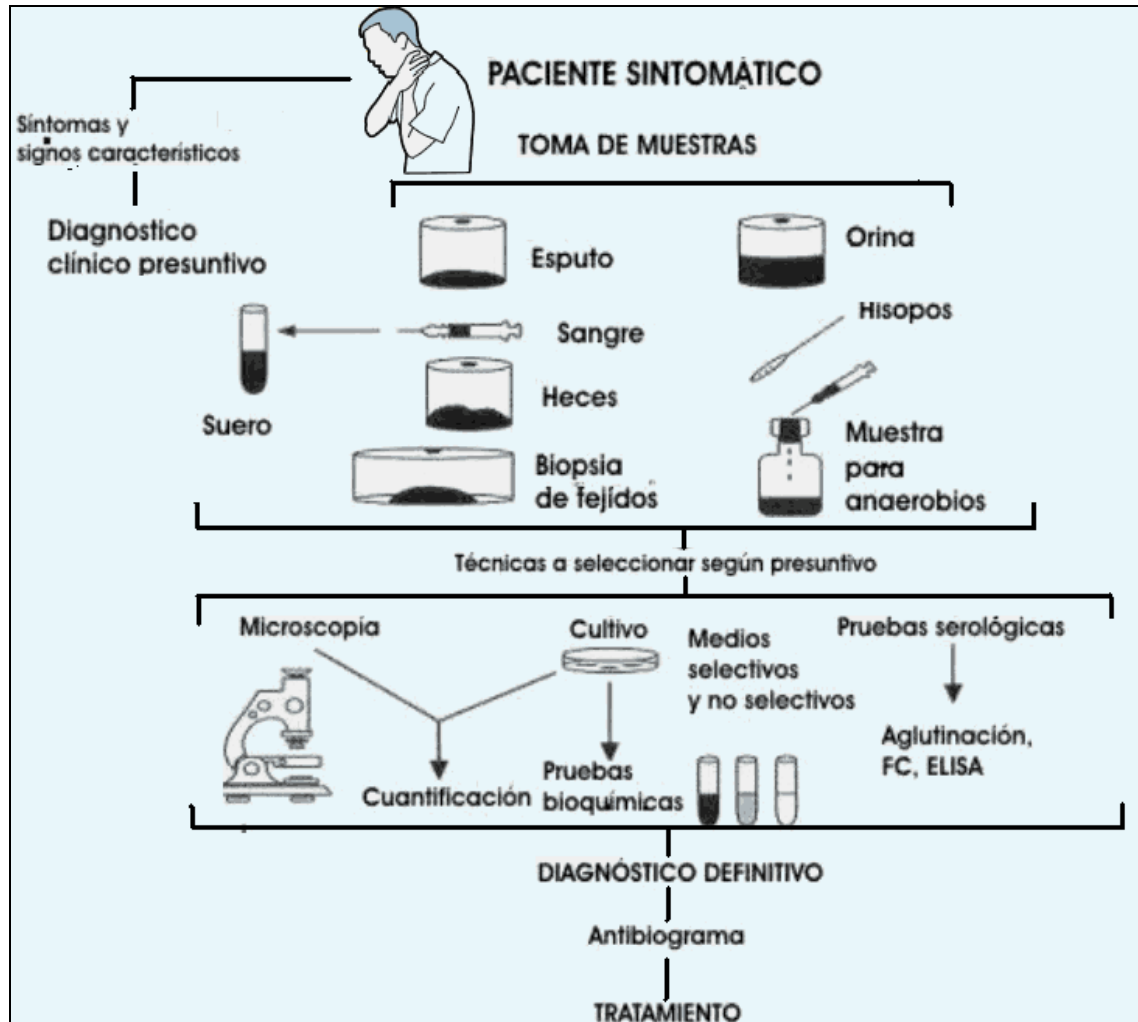 PACIENTE SINTOMÁTICO
Síntomas y
signos característicos
TOMA DE MUESTRAS
Diagnóstico
clínico presuntivo
Esputo
Orina
Sangre
Hisopos
Suero
Heces
Biopsia
de fejídos
Muestra
para
anaerobios
Técnicas a seleccionar según presuntivo
Microscopía
Cultivo
Medios
selectivos
y no selectivos
Pruebas serológicas
Cuantificación
Pruebas
bioquímicas
Aglutinación,
FC, ELISA
DIAGNÓSTICO DEFINITIVO
Antibiograma
TRATAMIENTO